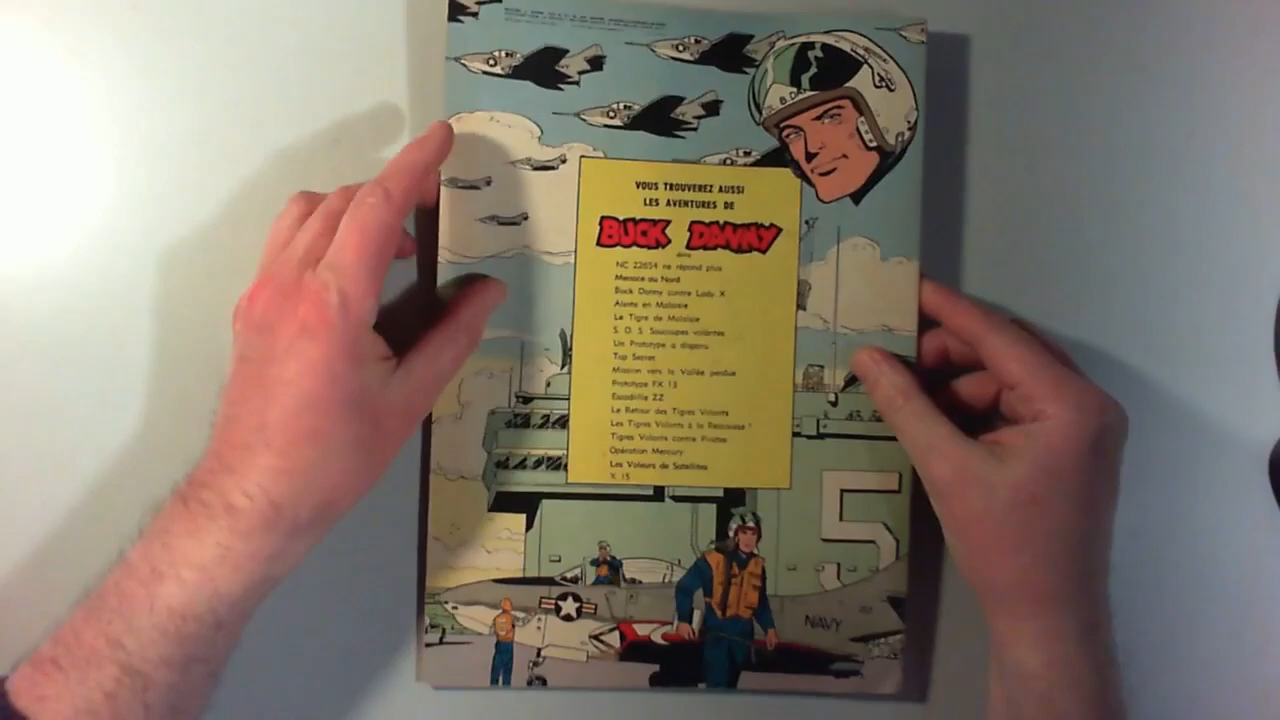 B.D.
VOUS TROUVEREZ AUSSI
LES AVENTURES DE
BUCK DANNY
dans
NC 22654 ne répond plus
Menace au Nord
Buck Danny contre Lady X
Alerte en Malaisie
Le Tigre de Malaisie
S. O. S. Soucoupes volantes
Un Prototype a disparu
Top Secret
Mission vers la Vallée perdue
Prototype FX 13
Escadrille ZZ
Le Retour des Tigres Volants
Les Tigres Volants à la Rescousse !
Tigres Volants contre Pirates
Opération Mercury
Les Voleurs de Satellites
X. 15
5
NAVY